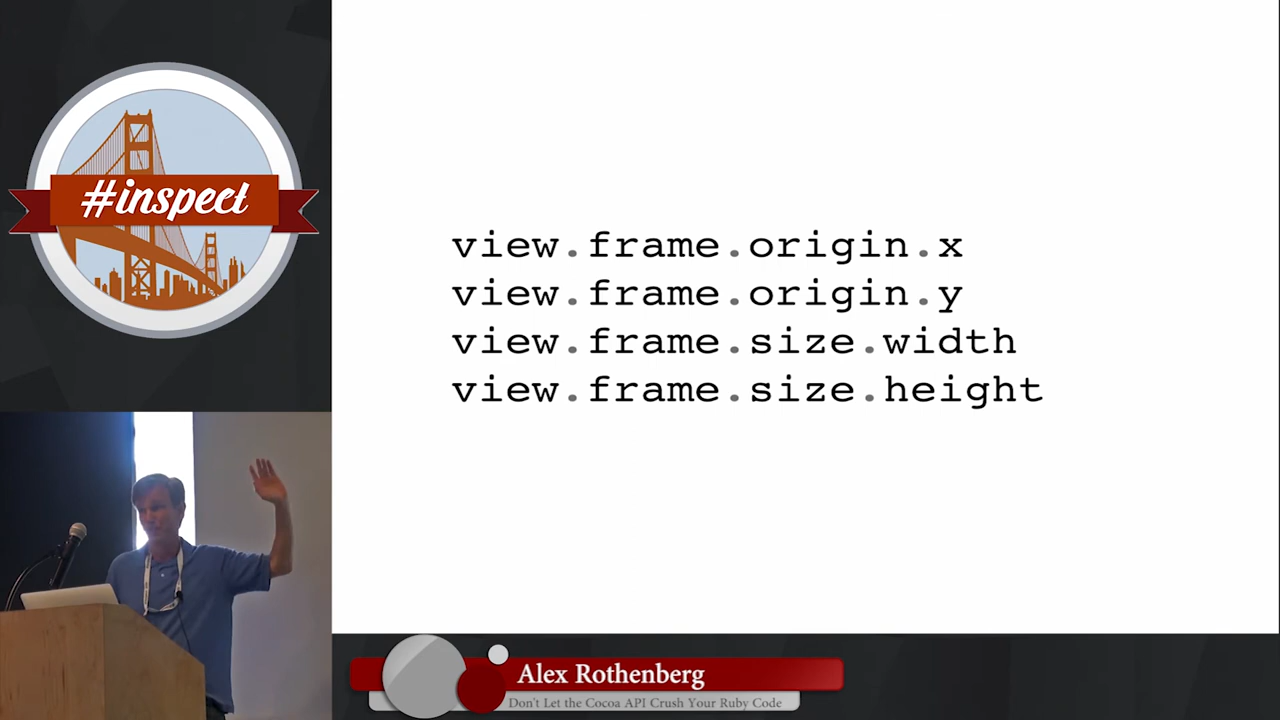 #inspect
view.frame.origin.x
view.frame.origin.y
view.frame.size.width
view.frame.size.height
Alex Rothenberg
Don't Let the Cocoa API Crush Your Ruby Code